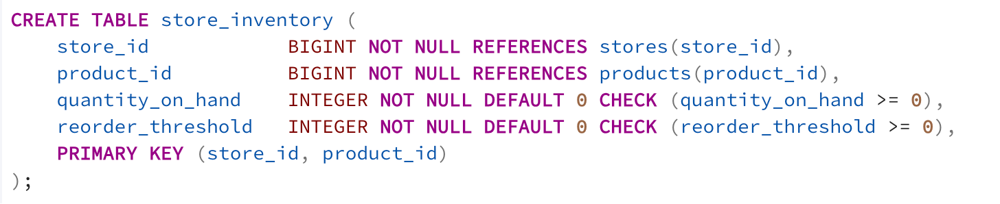 CREATE TABLE store_inventory (
    store_id            BIGINT NOT NULL REFERENCES stores(store_id),
    product_id          BIGINT NOT NULL REFERENCES products(product_id),
    quantity_on_hand    INTEGER NOT NULL DEFAULT 0 CHECK (quantity_on_hand >= 0),
    reorder_threshold   INTEGER NOT NULL DEFAULT 0 CHECK (reorder_threshold >= 0),
    PRIMARY KEY (store_id, product_id)
);